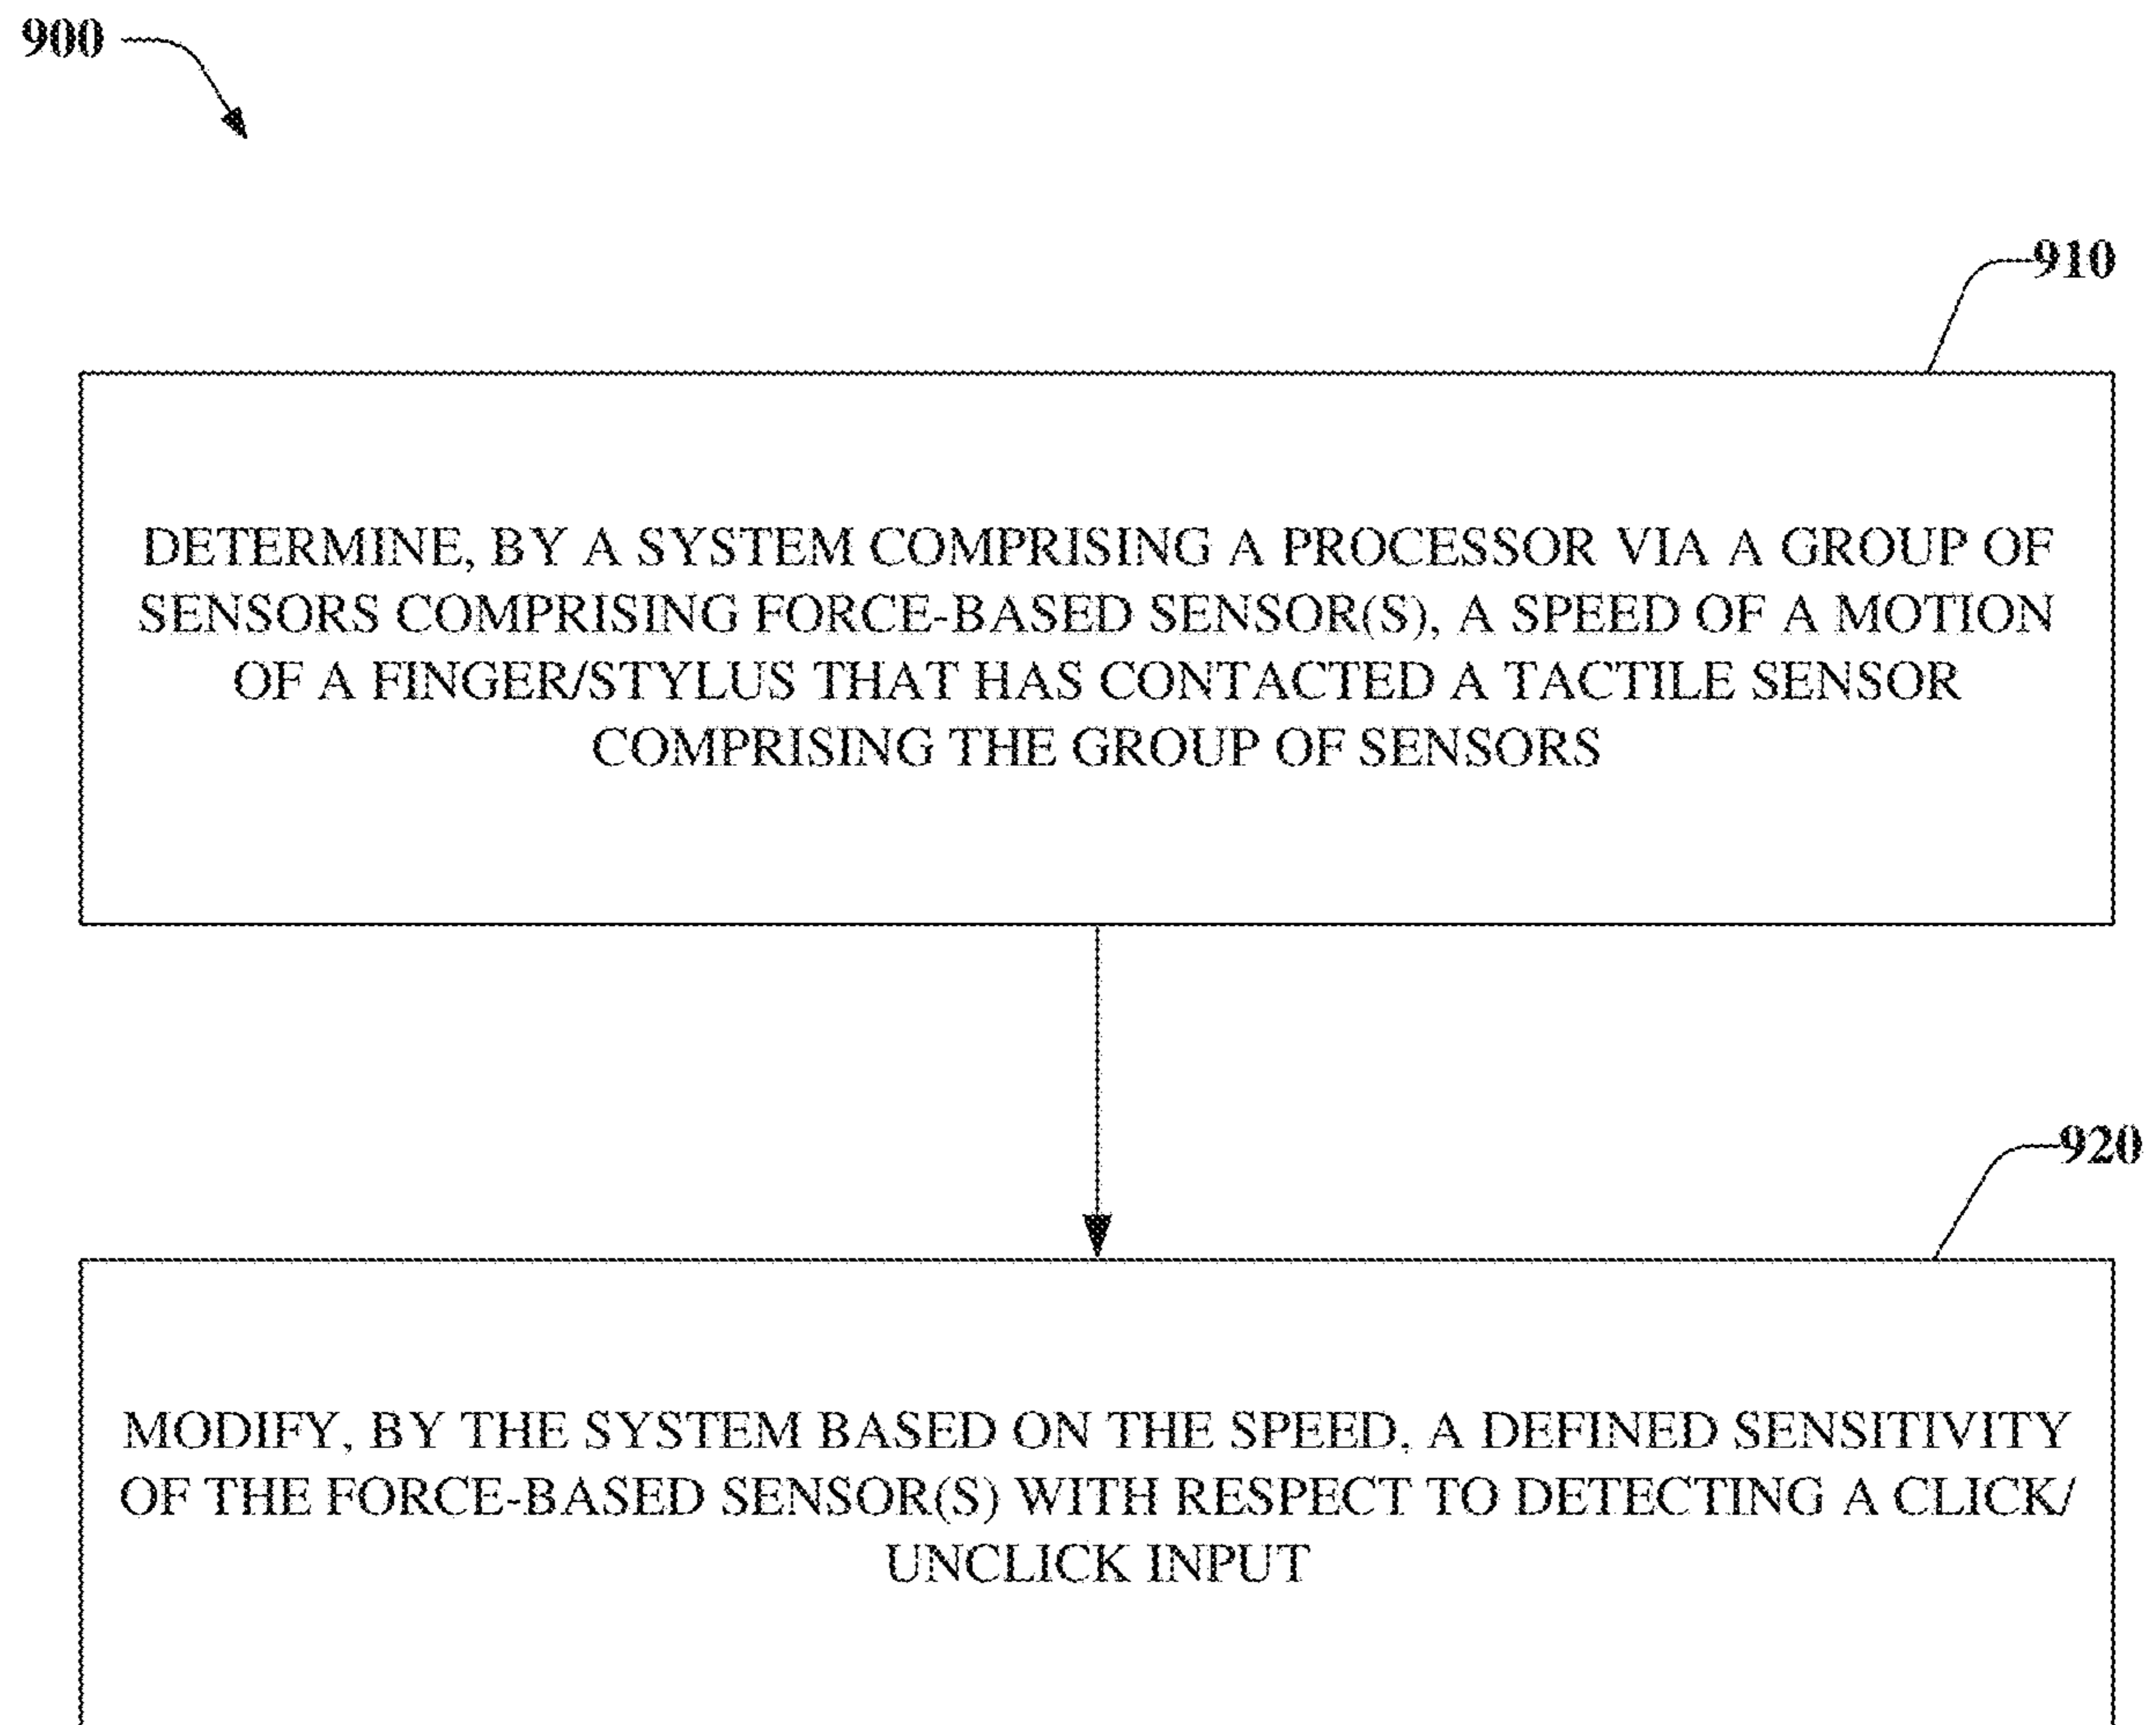 900
910
DETERMINE, BY A SYSTEM COMPRISING A PROCESSOR VIA A GROUP OF
SENSORS COMPRISING FORCE-BASED SENSOR(S), A SPEED OF A MOTION
OF A FINGER/STYLUS THAT HAS CONTACTED A TACTILE SENSOR
COMPRISING THE GROUP OF SENSORS
920
MODIFY, BY THE SYSTEM BASED ON THE SPEED, A DEFINED SENSITIVITY
OF THE FORCE-BASED SENSOR(S) WITH RESPECT TO DETECTING A CLICK/
UNCLICK INPUT